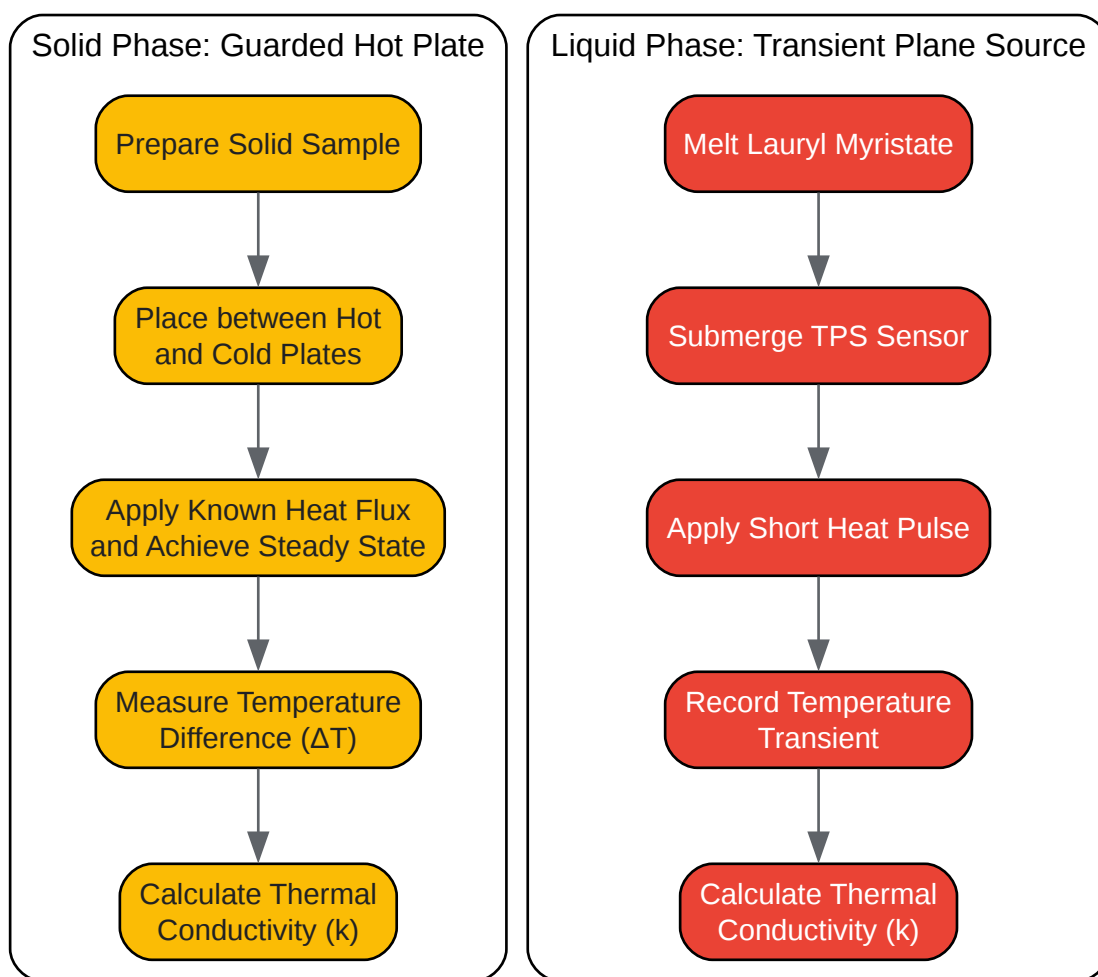 Solid Phase: Guarded Hot Plate
Prepare Solid Sample
Place between Hot
and Cold Plates
Apply Known Heat Flux
and Achieve Steady State
Measure Temperature
Difference (ΔT)
Calculate Thermal
Conductivity (k)
Liquid Phase: Transient Plane Source
Melt Lauryl Myristate
Submerge TPS Sensor
Apply Short Heat Pulse
Record Temperature
Transient
Calculate Thermal
Conductivity (k)